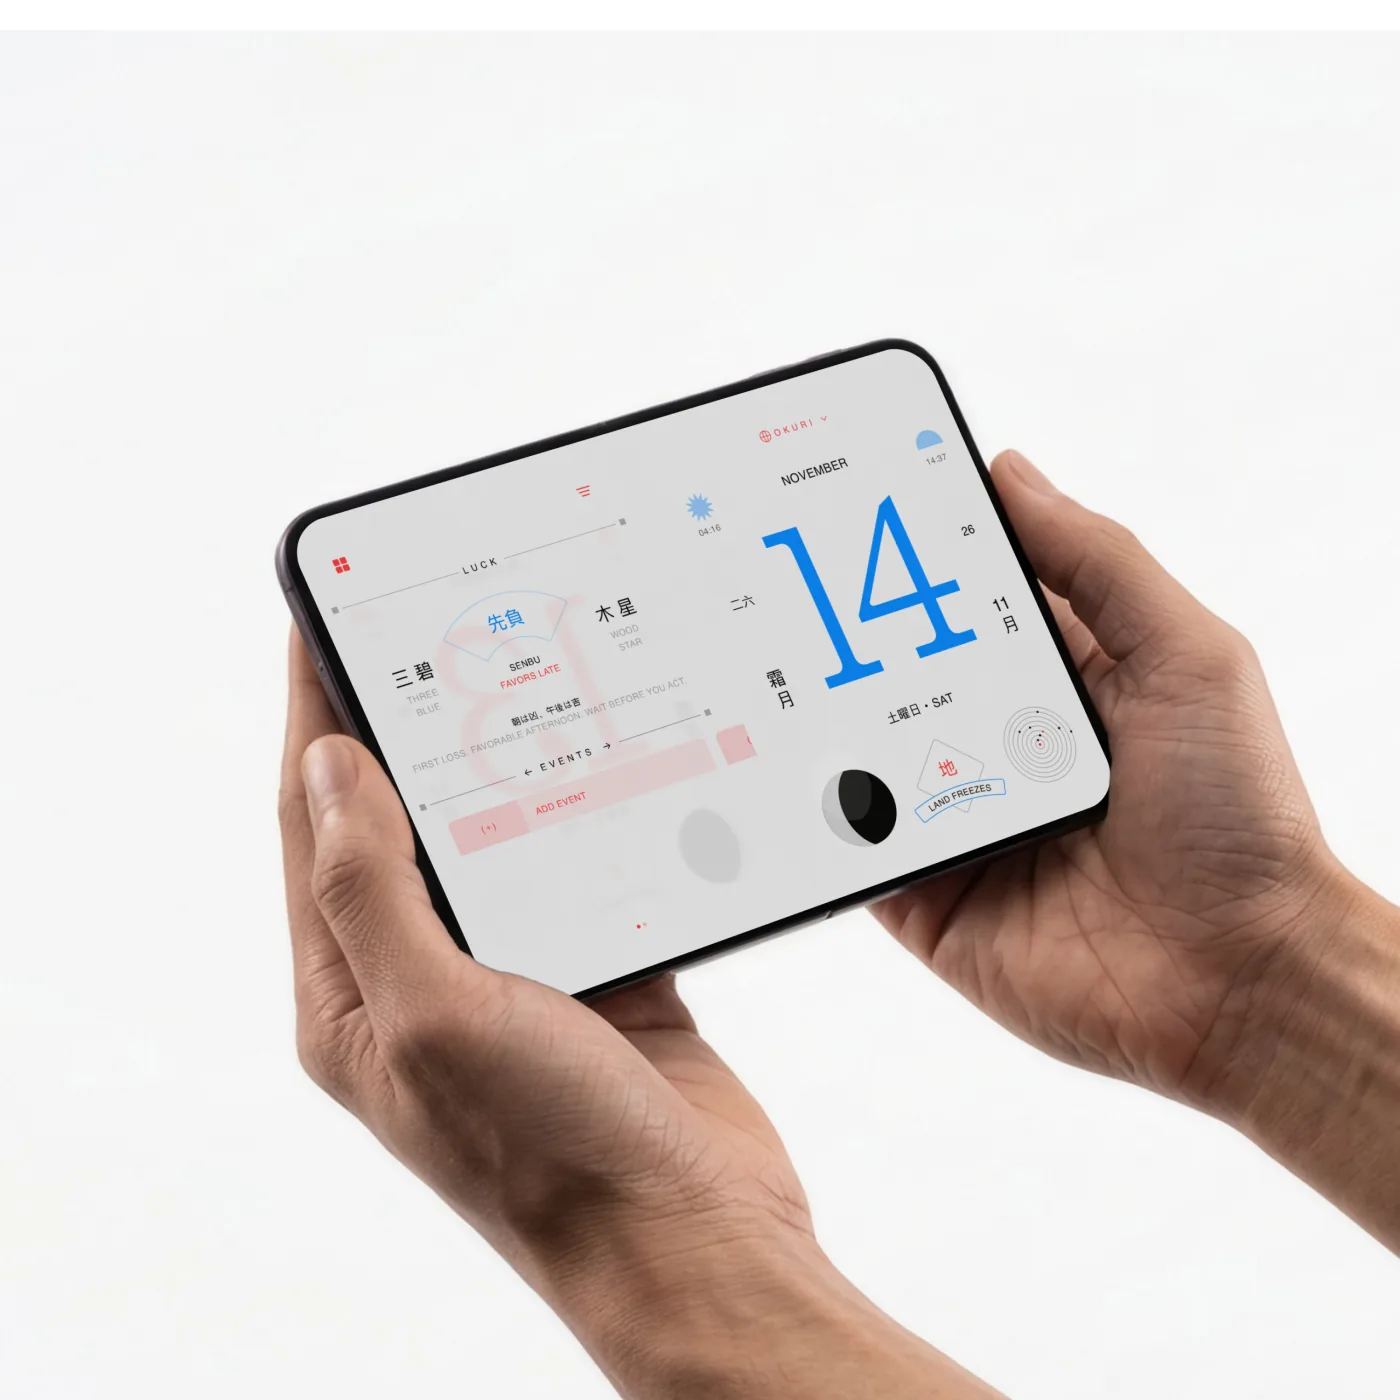 OKURI
NOVEMBER
14:37
04:16
14
26
二六
11
月
霜
月
土曜日・SAT
地
LAND FREEZES
LUCK
先負
SENBU
FAVORS LATE
木星
WOOD
STAR
三碧
THREE
BLUE
朝は凶、午後は吉
FIRST LOSS. FAVORABLE AFTERNOON. WAIT BEFORE YOU ACT.
← EVENTS →
(+)
ADD EVENT